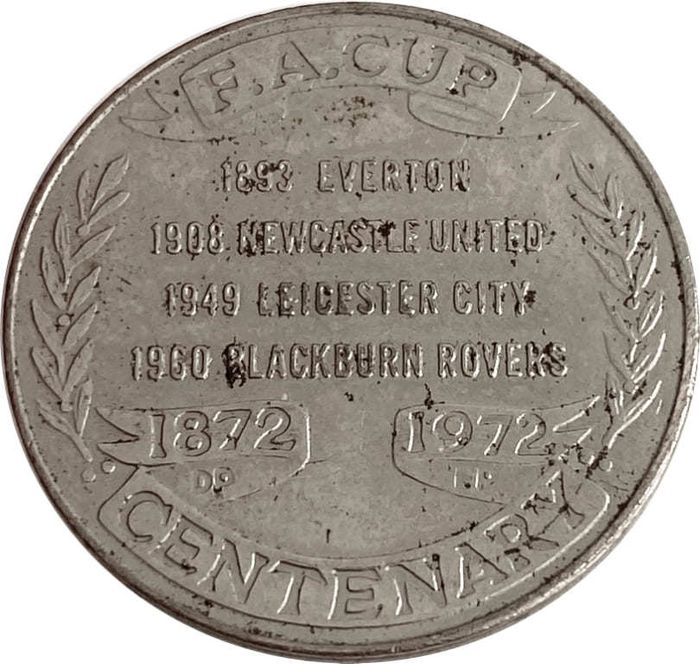 F.A.CUP
1893 EVERTON
1908 NEWCASTLE UNITED
1949 LEICESTER CITY
1960 BLACKBURN ROVERS
1872 1972
CENTENARY